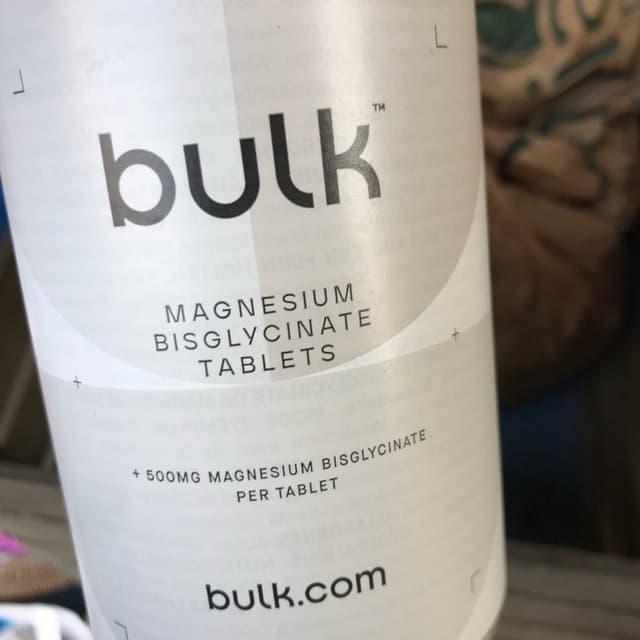 bulk™
MAGNESIUM
BISGLYCINATE
TABLETS
+ 500MG MAGNESIUM BISGLYCINATE
PER TABLET
bulk.com